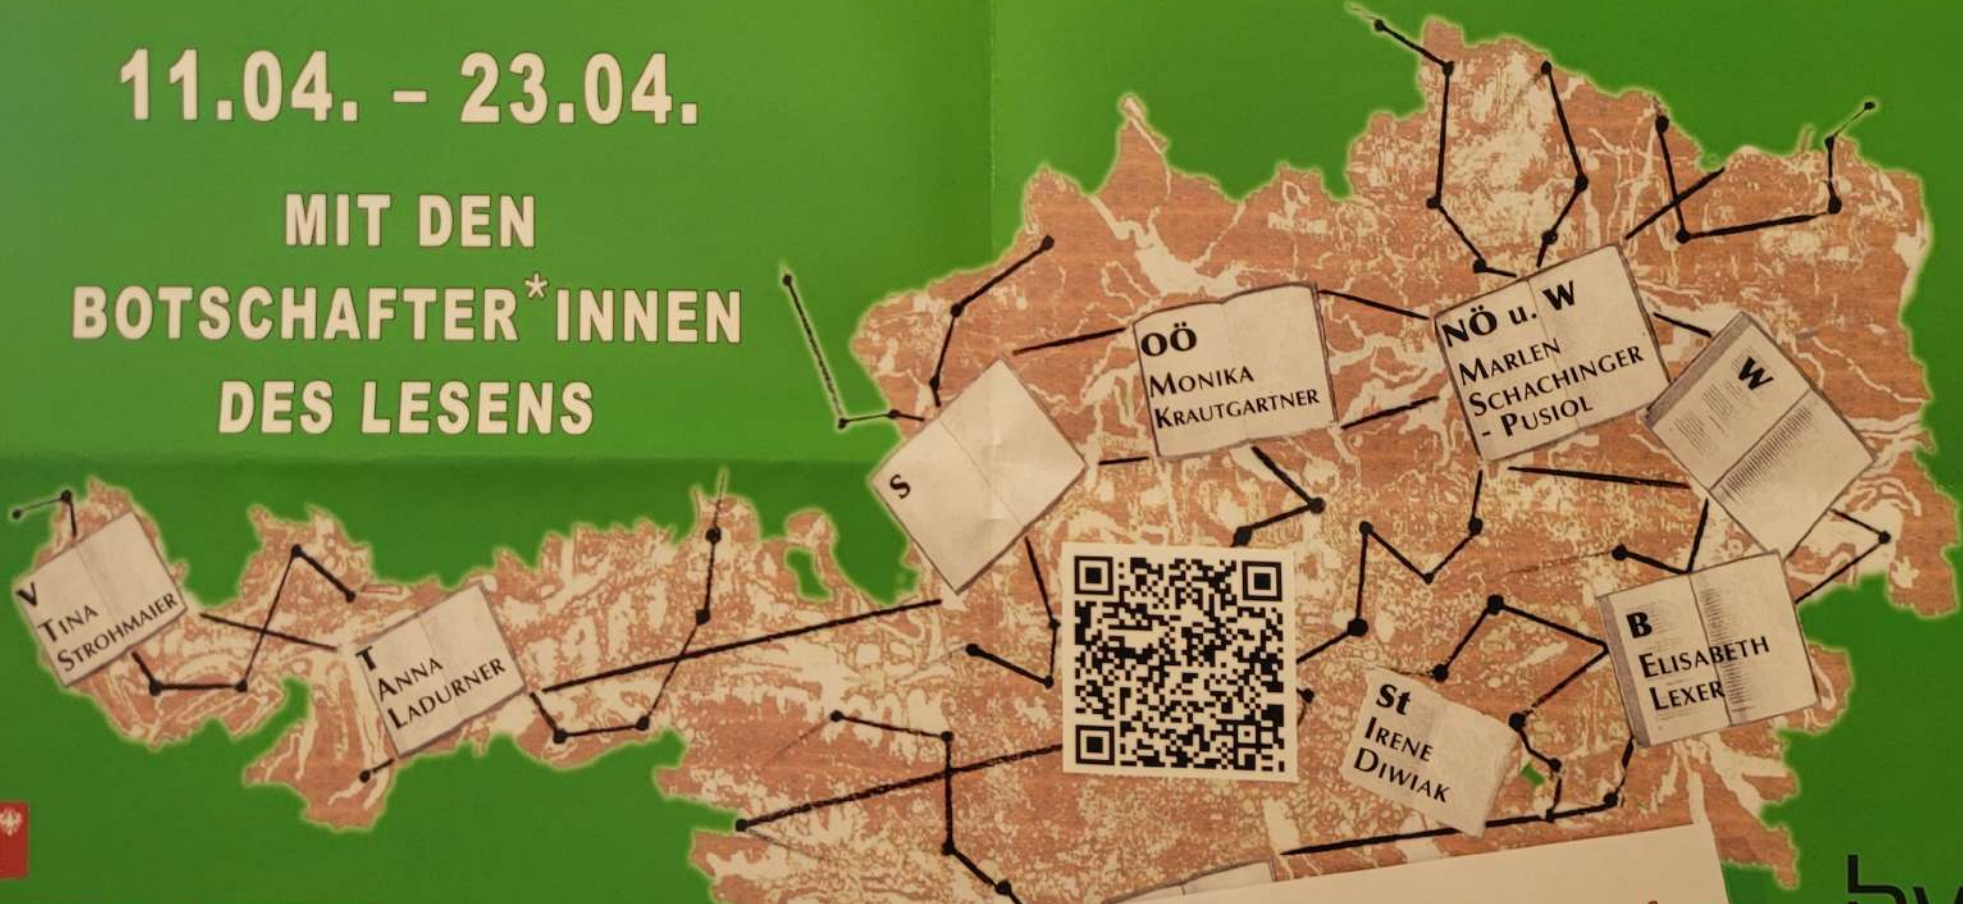 11.04. – 23.04.
MIT DEN
BOTSCHAFTER*INNEN
DES LESENS
V
TINA
STROHMAIER
T
ANNA
LADURNER
S
OÖ
MONIKA
KRAUTGARTNER
NÖ u. W
MARLEN
SCHACHINGER
- PUSIOL
W
B
ELISABETH
LEXER
St
IRENE
DIWIAK